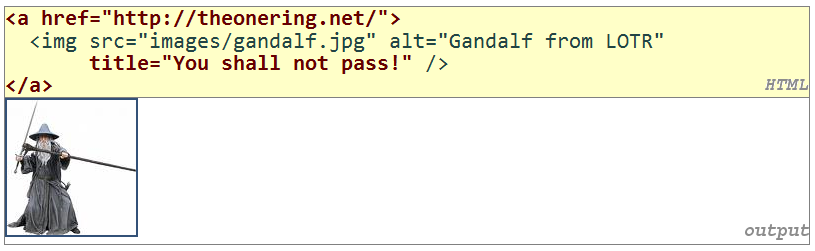 <a href="http://theonering.net/">
  <img src="images/gandalf.jpg" alt="Gandalf from LOTR"
       title="You shall not pass!" />
</a>
HTML
output